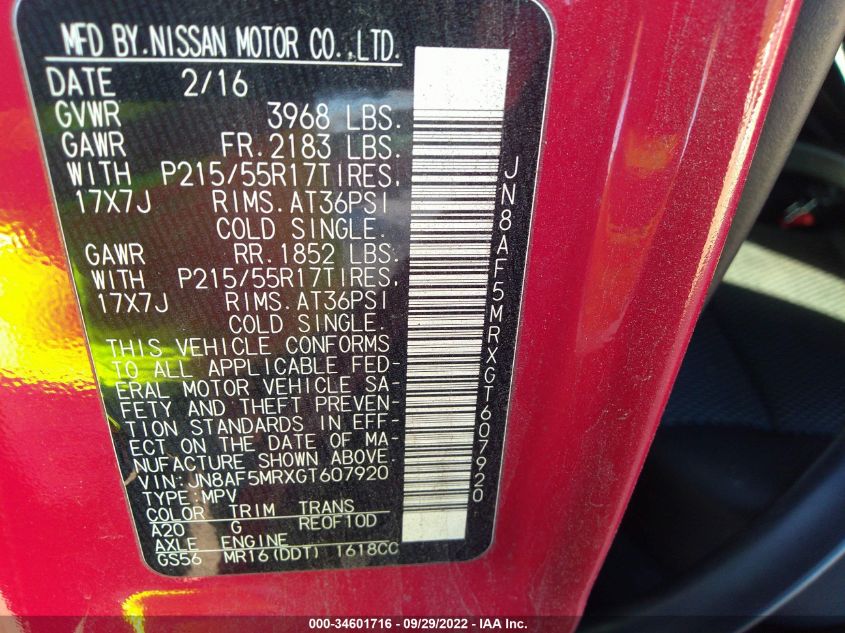 MFD BY.NISSAN MOTOR CO.,LTD.
DATE 2/16
GVWR 3968 LBS.
GAWR FR.2183 LBS.
WITH P215/55R17TIRES,
17X7J RIMS.AT36PSI
COLD SINGLE.
GAWR RR.1852 LBS.
WITH P215/55R17TIRES,
17X7J RIMS.AT36PSI
COLD SINGLE.
THIS VEHICLE CONFORMS
TO ALL APPLICABLE FED-
ERAL MOTOR VEHICLE SA-
FETY AND THEFT PREVEN-
TION STANDARDS IN EFF-
ECT ON THE DATE OF MA-
NUFACTURE SHOWN ABOVE.
VIN:JN8AF5MRXGT607920
TYPE:MPV
COLOR TRIM TRANS
A20 G RE0F10D
AXLE ENGINE
GS56 MR16(DDT) 1618CC
JN8AF5MRXGT607920
000-34601716 - 09/29/2022 - IAA Inc.